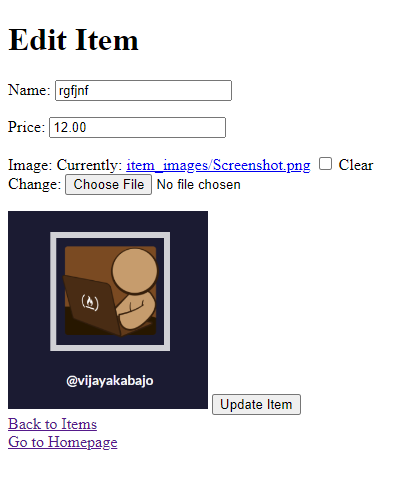 Edit Item
Name: rgfjnf
Price: 12.00
Image: Currently: item_images/Screenshot.png Clear
Change: Choose File No file chosen
@vijayakabajo
Update Item
Back to Items
Go to Homepage